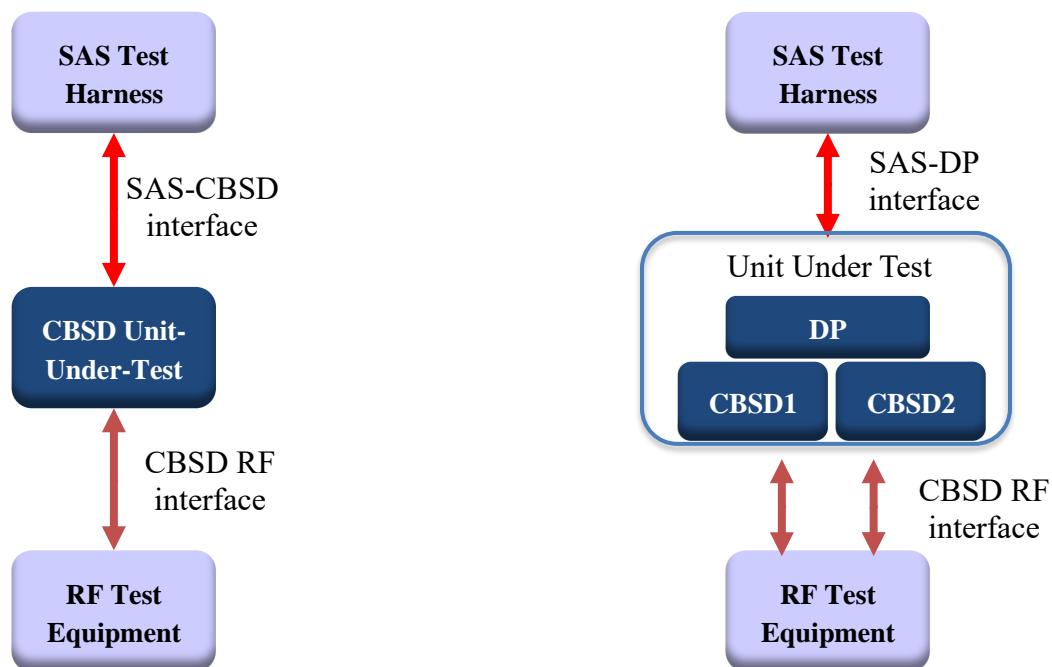 SAS Test
Harness
SAS-CBSD
interface
CBSD Unit-
Under-Test
CBSD RF
interface
RF Test
Equipment
SAS Test
Harness
SAS-DP
interface
Unit Under Test
DP
CBSD1
CBSD2
CBSD RF
interface
RF Test
Equipment